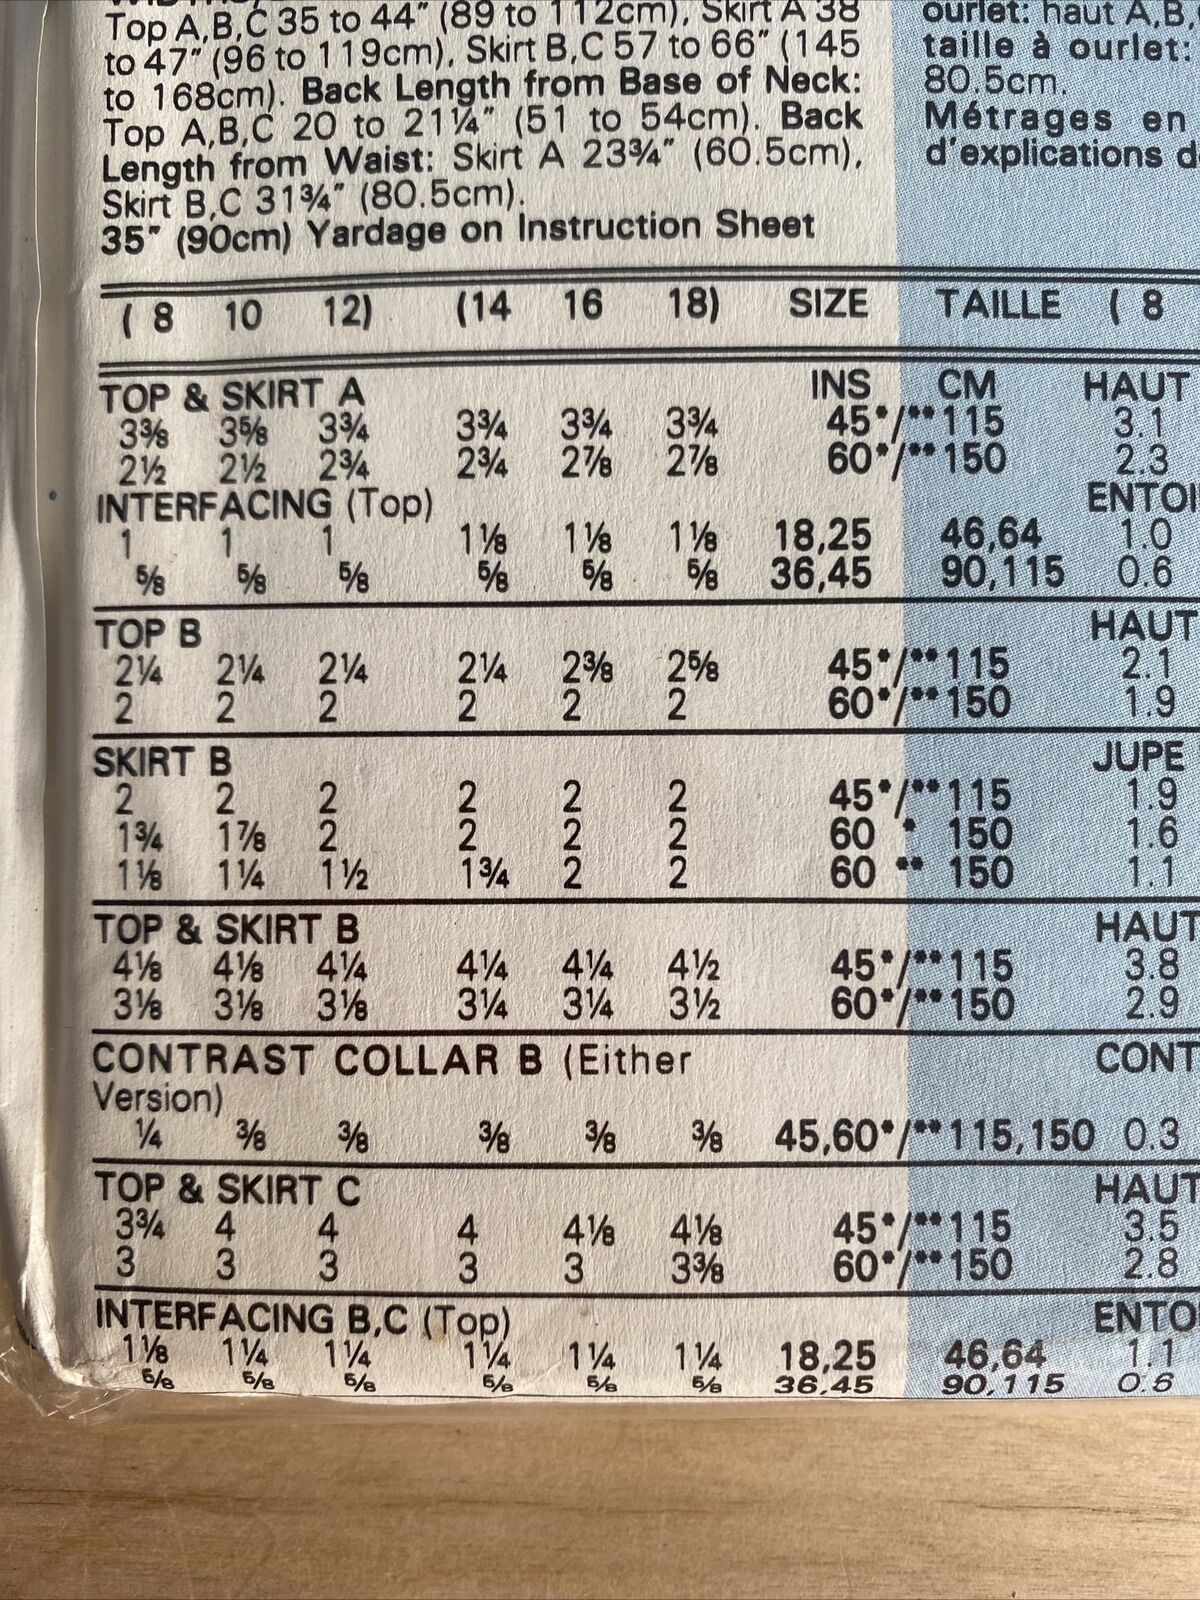 Top A,B,C 35 to 44" (89 to 112cm), Skirt A 38
to 47" (96 to 119cm), Skirt B,C 57 to 66" (145
to 168cm). Back Length from Base of Neck:
Top A,B,C 20 to 21¼" (51 to 54cm). Back
Length from Waist: Skirt A 23¾" (60.5cm),
Skirt B,C 31¾" (80.5cm).
35" (90cm) Yardage on Instruction Sheet
ourlet: haut A,B,
taille à ourlet:
80.5cm.
Métrages en
d'explications d
( 8 10 12) (14 16 18) SIZE TAILLE ( 8
TOP & SKIRT A INS CM HAUT
3⅜ 3⅝ 3¾ 3¾ 3¾ 3¾ 45*/**115 3.1
2½ 2½ 2¾ 2¾ 2⅞ 2⅞ 60*/**150 2.3
INTERFACING (Top) ENTOI
1 1 1 1⅛ 1⅛ 1⅛ 18,25 46,64 1.0
⅝ ⅝ ⅝ ⅝ ⅝ ⅝ 36,45 90,115 0.6
TOP B HAUT
2¼ 2¼ 2¼ 2¼ 2⅜ 2⅝ 45*/**115 2.1
2 2 2 2 2 2 60*/**150 1.9
SKIRT B JUPE
2 2 2 2 2 2 45*/**115 1.9
1¾ 1⅞ 2 2 2 2 60 * 150 1.6
1⅛ 1¼ 1½ 1¾ 2 2 60 ** 150 1.1
TOP & SKIRT B HAUT
4⅛ 4⅛ 4¼ 4¼ 4¼ 4½ 45*/**115 3.8
3⅛ 3⅛ 3⅛ 3¼ 3¼ 3½ 60*/**150 2.9
CONTRAST COLLAR B (Either CONT
Version)
¼ ⅜ ⅜ ⅜ ⅜ ⅜ 45,60*/**115,150 0.3
TOP & SKIRT C HAUT
3¾ 4 4 4 4⅛ 4⅛ 45*/**115 3.5
3 3 3 3 3 3⅜ 60*/**150 2.8
INTERFACING B,C (Top) ENTO
1⅛ 1¼ 1¼ 1¼ 1¼ 1¼ 18,25 46,64 1.1
⅝ ⅝ ⅝ ⅝ ⅝ ⅝ 36,45 90,115 0.6